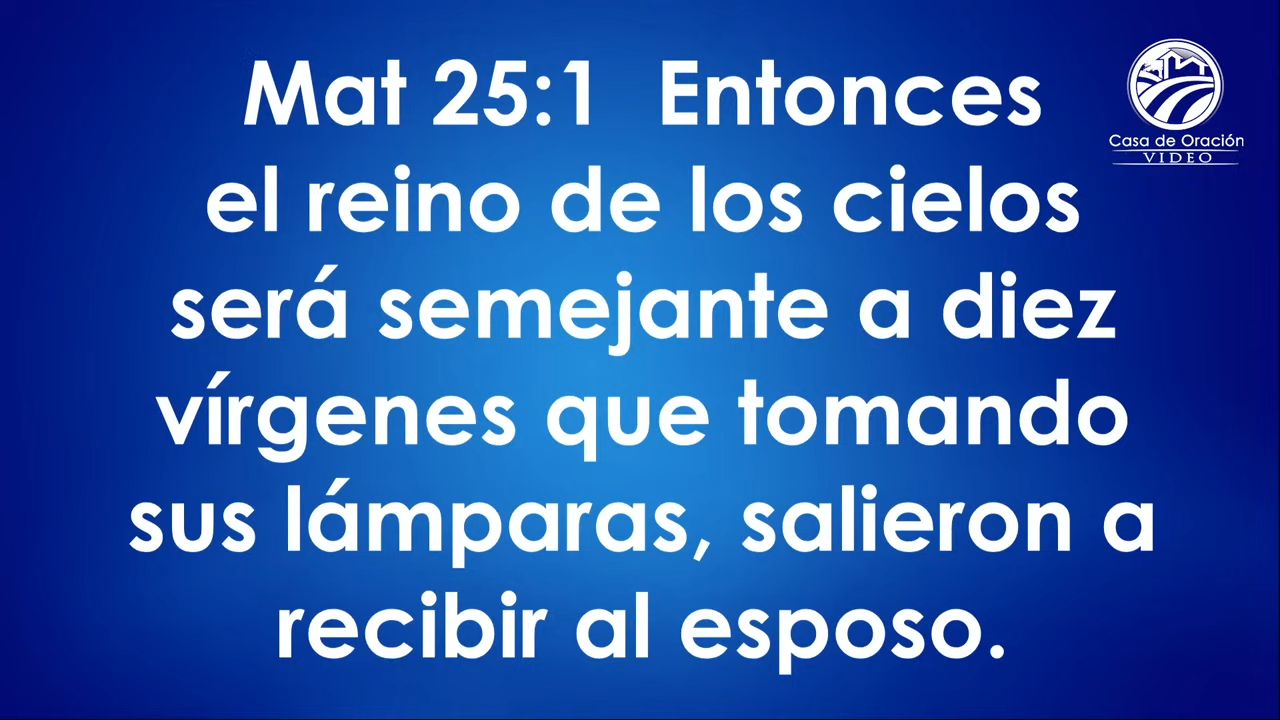 Mat 25:1 Entonces
el reino de los cielos
será semejante a diez
vírgenes que tomando
sus lámparas, salieron a
recibir al esposo.
Casa de Oración
VIDEO